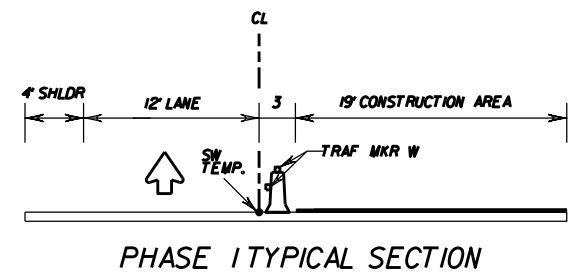 CL
4' SHLDR
12' LANE
3
19' CONSTRUCTION AREA
SW
TEMP.
TRAF MKR W
PHASE I TYPICAL SECTION